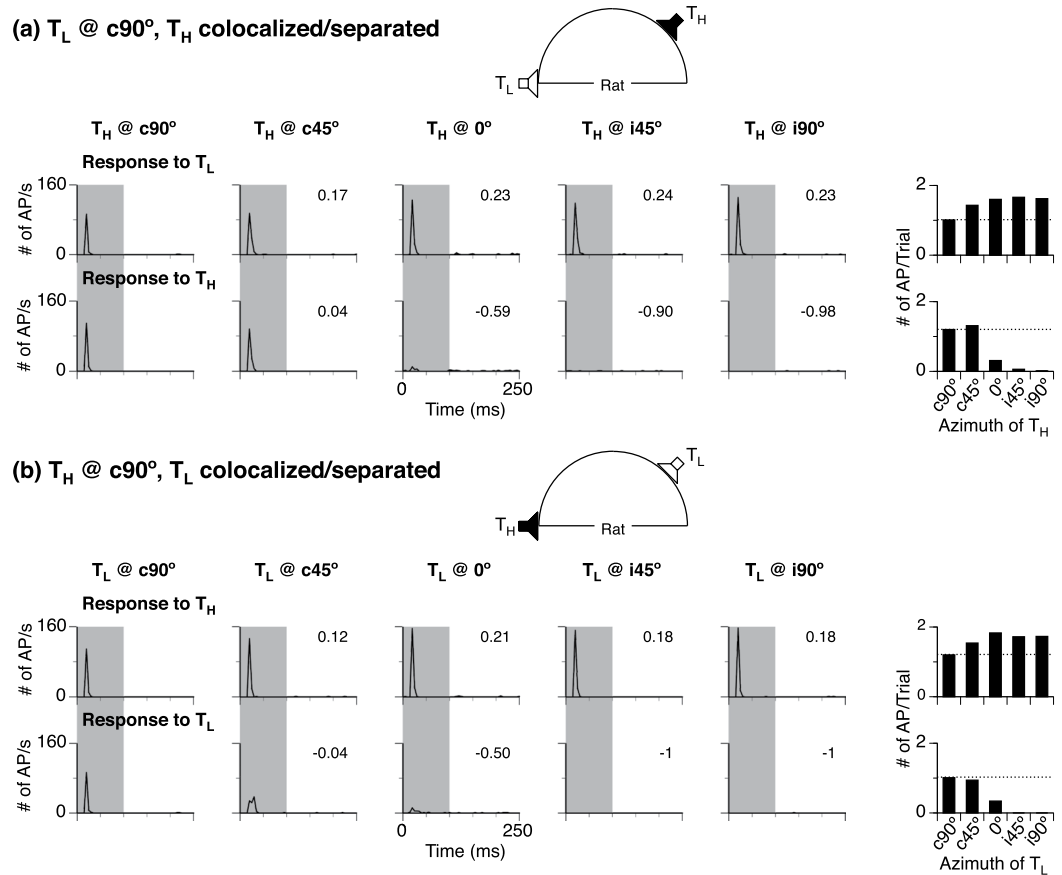 (a) T_L @ c90º, T_H colocalized/separated
T_H
T_L
Rat
T_H @ c90º T_H @ c45º T_H @ 0º T_H @ i45º T_H @ i90º
Response to T_L
160
0
# of AP/s
0.17 0.23 0.24 0.23
Response to T_H
160
0
# of AP/s
0.04 -0.59 -0.90 -0.98
0 250
Time (ms)
2
0
2
0
# of AP/Trial
c90º c45º 0º i45º i90º
Azimuth of T_H
(b) T_H @ c90º, T_L colocalized/separated
T_L
T_H
Rat
T_L @ c90º T_L @ c45º T_L @ 0º T_L @ i45º T_L @ i90º
Response to T_H
160
0
# of AP/s
0.12 0.21 0.18 0.18
Response to T_L
160
0
# of AP/s
-0.04 -0.50 -1 -1
0 250
Time (ms)
2
0
2
0
# of AP/Trial
c90º c45º 0º i45º i90º
Azimuth of T_L